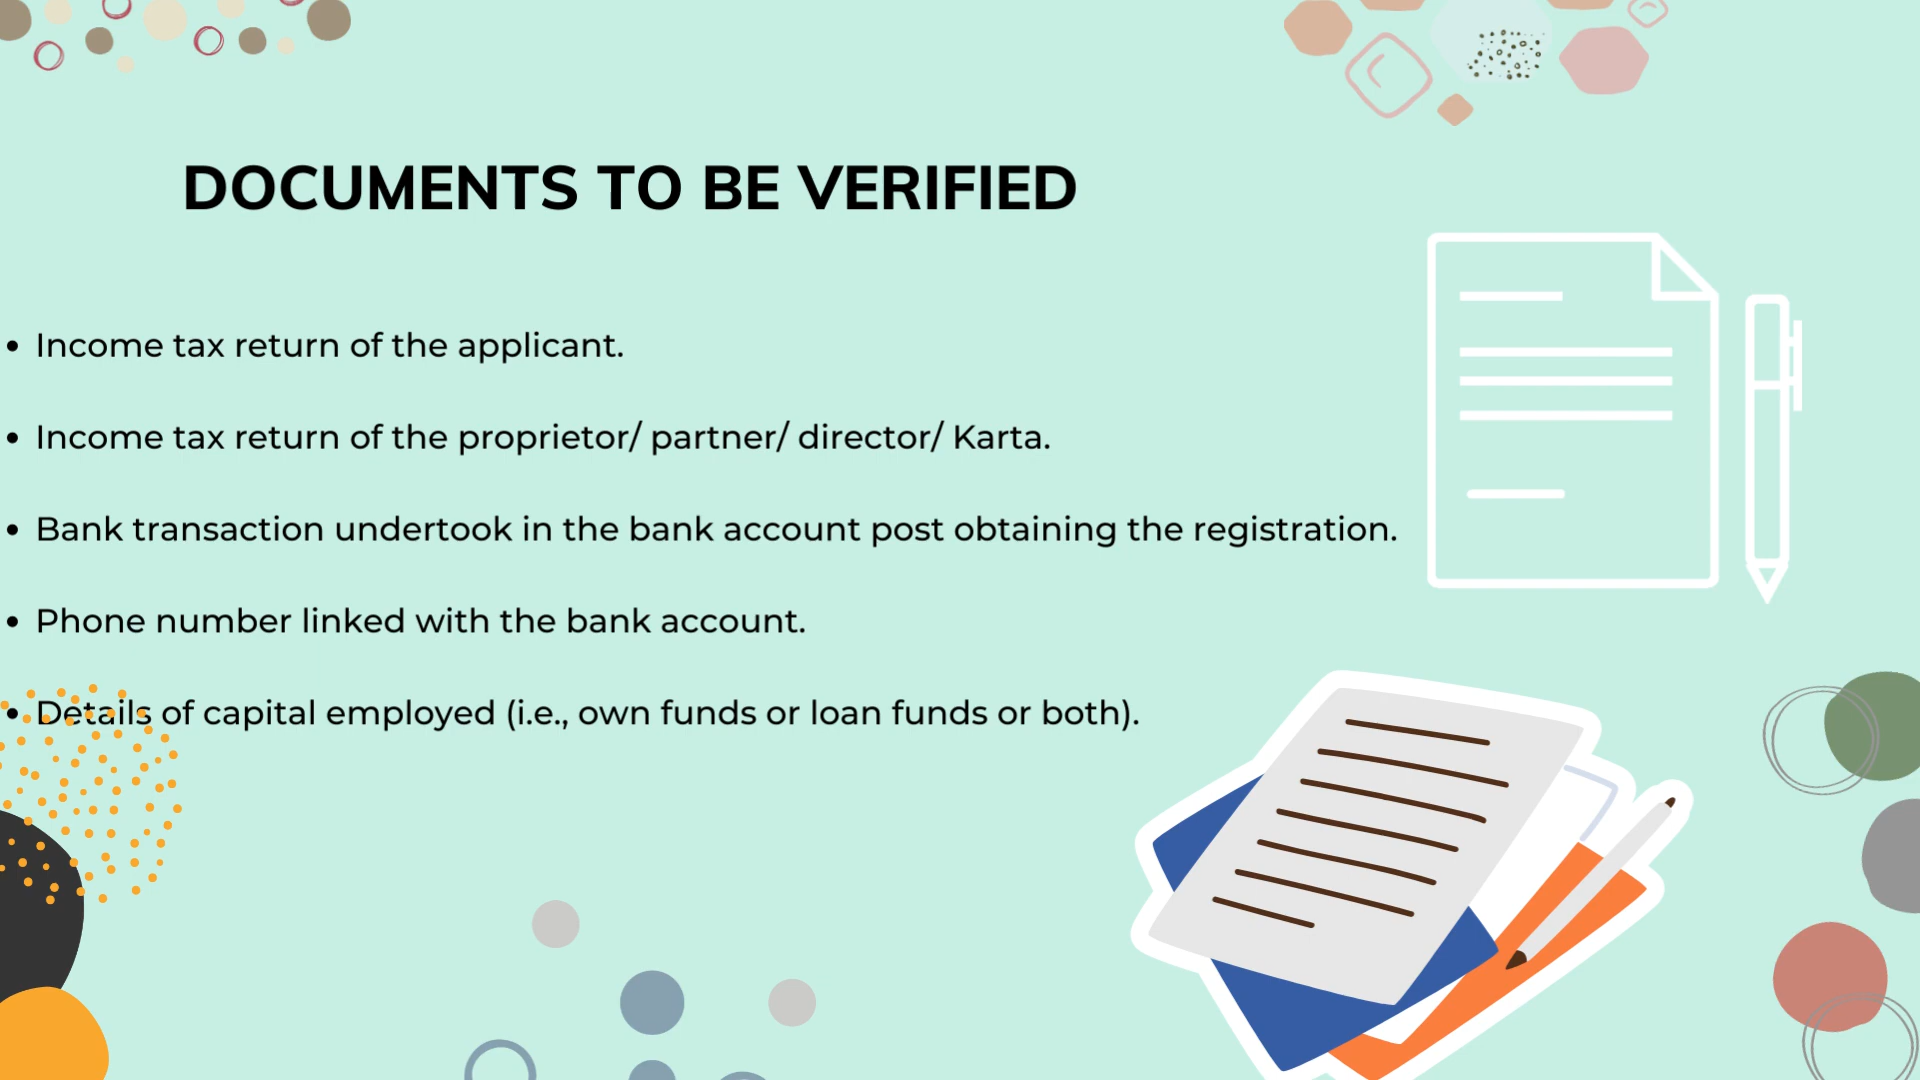 DOCUMENTS TO BE VERIFIED
• Income tax return of the applicant.
• Income tax return of the proprietor/ partner/ director/ Karta.
• Bank transaction undertook in the bank account post obtaining the registration.
• Phone number linked with the bank account.
• Details of capital employed (i.e., own funds or loan funds or both).